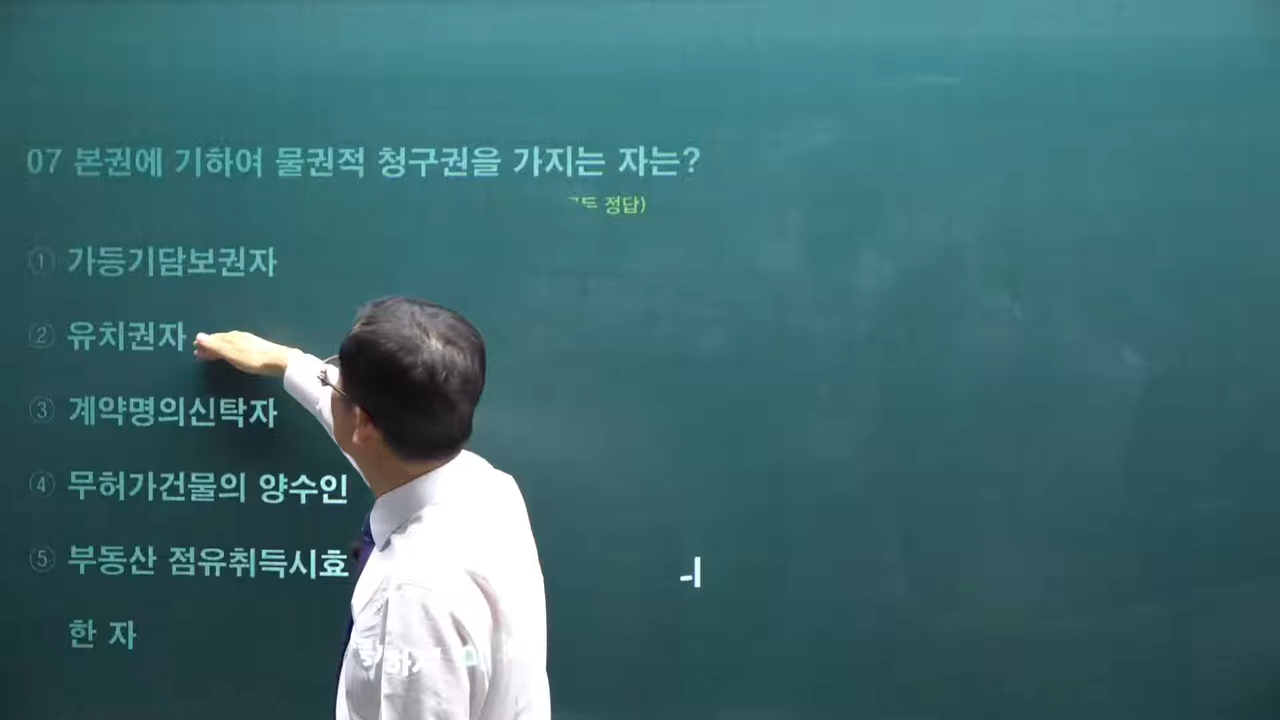 07 본권에 기하여 물권적 청구권을 가지는 자는?
정답)
① 가등기담보권자
② 유치권자
③ 계약명의신탁자
④ 무허가건물의 양수인
⑤ 부동산 점유취득시효
한 자